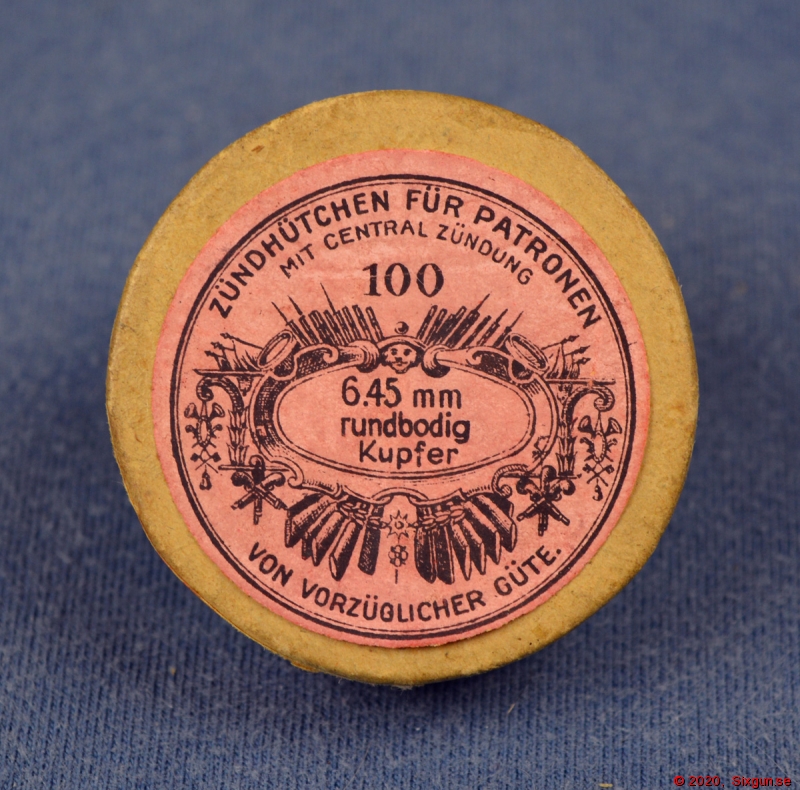 ZÜNDHÜTCHEN FÜR PATRONEN
MIT CENTRAL ZÜNDUNG
100
6.45 mm
rundbodig
Kupfer
VON VORZÜGLICHER GÜTE.
© 2020, Sixgun.se